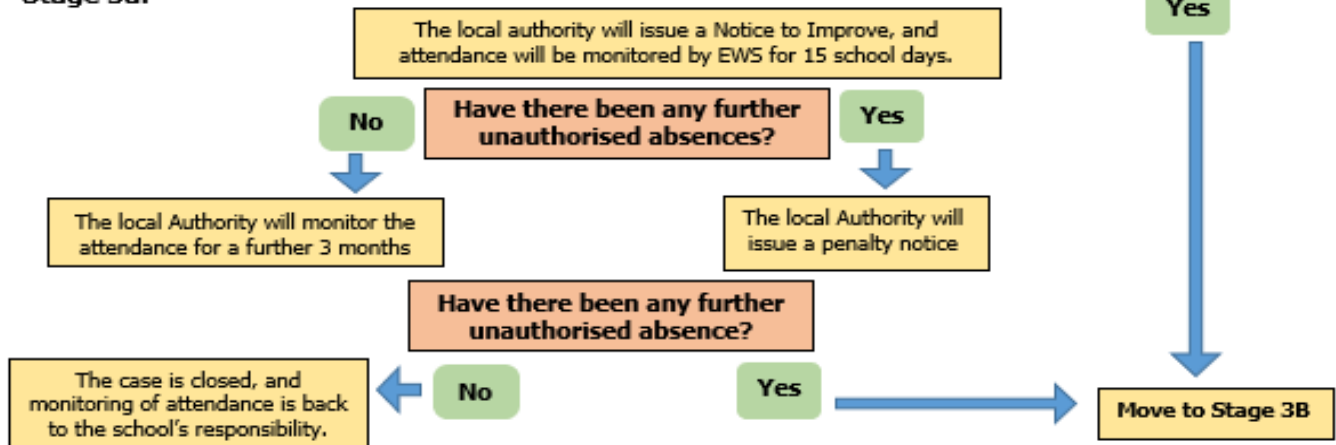 Stage 3a:
Yes
The local authority will issue a Notice to Improve, and
attendance will be monitored by EWS for 15 school days.
No
Have there been any further
unauthorised absences?
Yes
The local Authority will monitor the
attendance for a further 3 months
The local Authority will
issue a penalty notice
Have there been any further
unauthorised absence?
The case is closed, and
monitoring of attendance is back
to the school's responsibility.
No
Yes
Move to Stage 3B